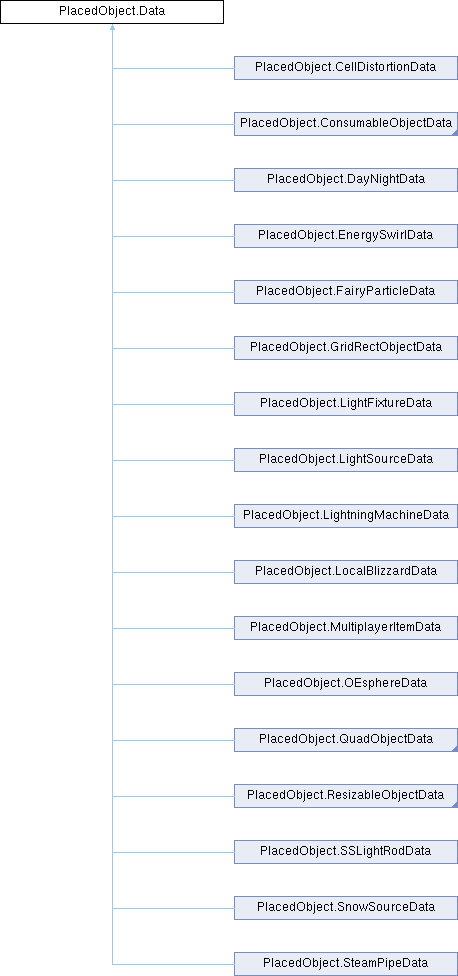 PlacedObject.Data
PlacedObject.CellDistortionData
PlacedObject.ConsumableObjectData
PlacedObject.DayNightData
PlacedObject.EnergySwirlData
PlacedObject.FairyParticleData
PlacedObject.GridRectObjectData
PlacedObject.LightFixtureData
PlacedObject.LightSourceData
PlacedObject.LightningMachineData
PlacedObject.LocalBlizzardData
PlacedObject.MultiplayerItemData
PlacedObject.OEsphereData
PlacedObject.QuadObjectData
PlacedObject.ResizableObjectData
PlacedObject.SSLightRodData
PlacedObject.SnowSourceData
PlacedObject.SteamPipeData